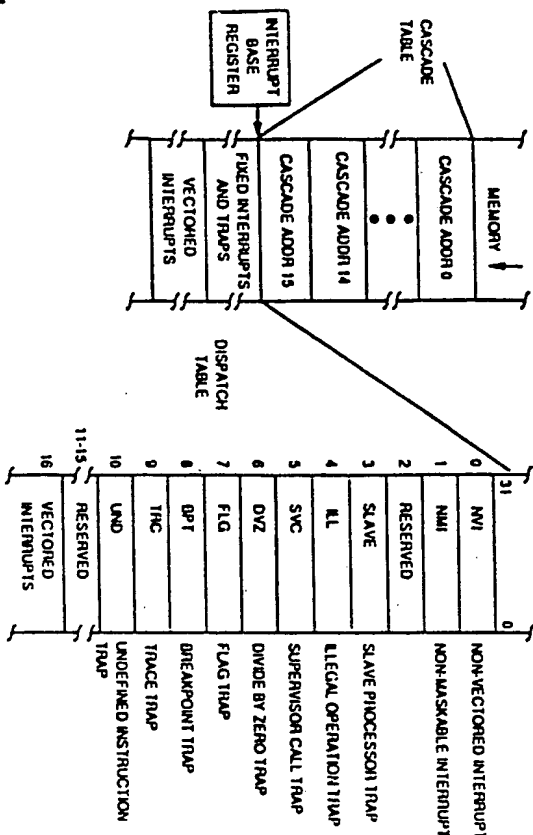 CASCADE
TABLE
MEMORY
CASCADE ADDR 0
CASCADE ADDR 14
CASCADE ADDR 15
INTERRUPT
BASE
REGISTER
FIXED INTERRUPTS
AND TRAPS
VECTORED
INTERRUPTS
DISPATCH
TABLE
31
0
0
NVI
NON-VECTORED INTERRUPT
1
NMI
NON-MASKABLE INTERRUPT
2
RESERVED
3
SLAVE
SLAVE PROCESSOR TRAP
4
ILL
ILLEGAL OPERATION TRAP
5
SVC
SUPERVISOR CALL TRAP
6
DVZ
DIVIDE BY ZERO TRAP
7
FLG
FLAG TRAP
8
BPT
BREAKPOINT TRAP
9
TRC
TRACE TRAP
10
UND
UNDEFINED INSTRUCTION
TRAP
11-15
RESERVED
16
VECTORED
INTERRUPTS